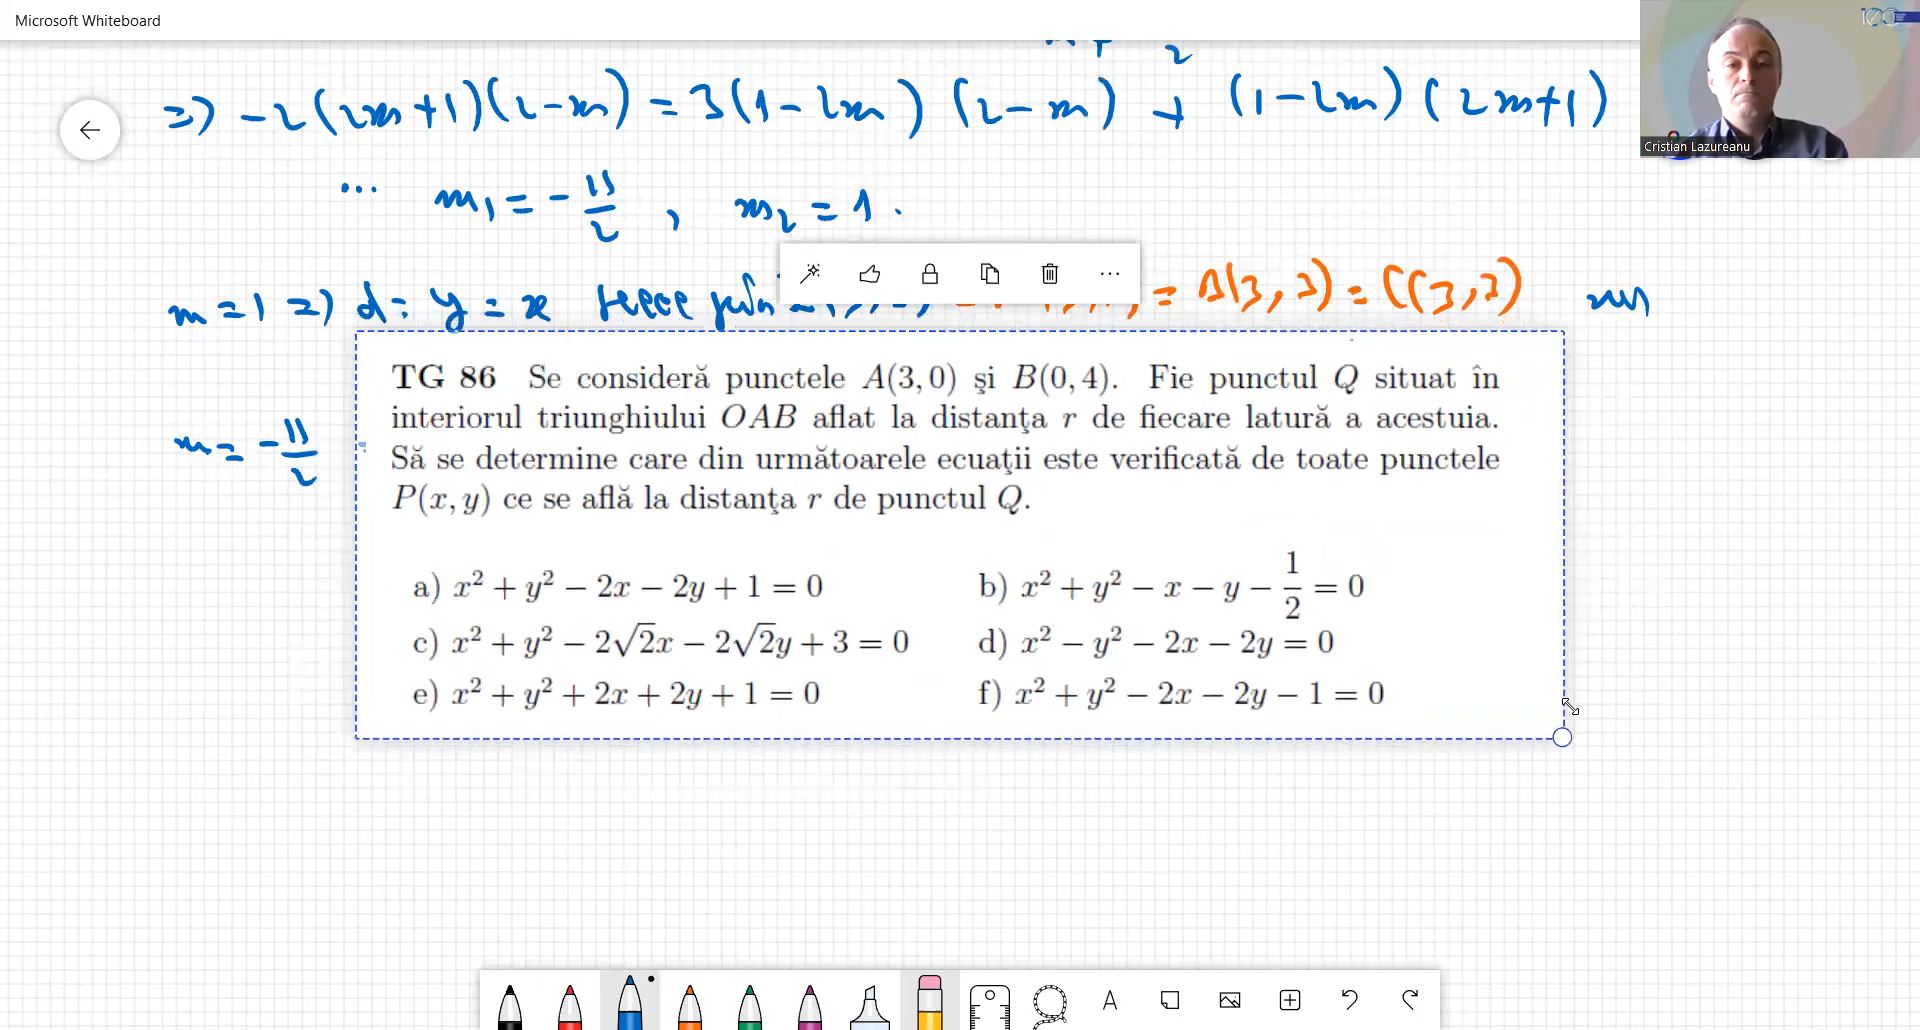 Microsoft Whiteboard
=> -2(2m+1)(2-m) = 3(1-2m)(2-m) + (1-2m)(2m+1)
... m₁ = -11/2 , m₂ = 1 .
m = 1 => d: y = x trece prin = A(3,3) = C(3,3)
m = -11/2
TG 86 Se consideră punctele A(3, 0) şi B(0, 4). Fie punctul Q situat în
interiorul triunghiului OAB aflat la distanţa r de fiecare latură a acestuia.
Să se determine care din următoarele ecuaţii este verificată de toate punctele
P(x, y) ce se află la distanţa r de punctul Q.
a) x² + y² − 2x − 2y + 1 = 0 b) x² + y² − x − y − 1/2 = 0
c) x² + y² − 2√2x − 2√2y + 3 = 0 d) x² − y² − 2x − 2y = 0
e) x² + y² + 2x + 2y + 1 = 0 f) x² + y² − 2x − 2y − 1 = 0
Cristian Lazureanu